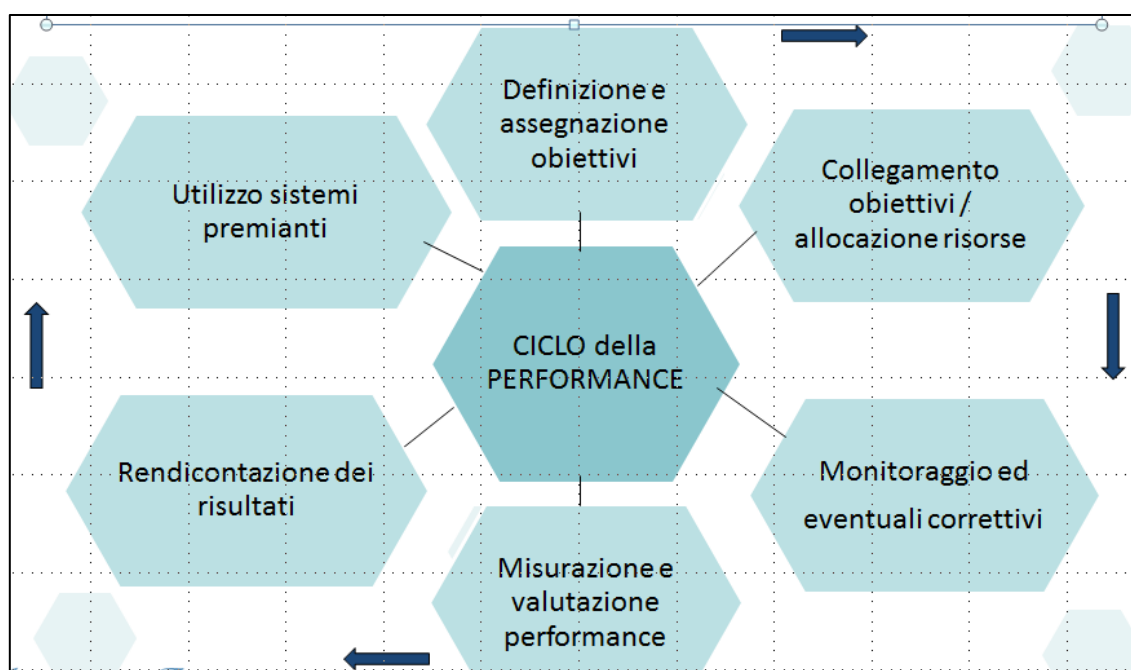 Definizione e
assegnazione
obiettivi
Collegamento
obiettivi /
allocazione risorse
Monitoraggio ed
eventuali correttivi
Misurazione e
valutazione
performance
Rendicontazione dei
risultati
Utilizzo sistemi
premianti
CICLO della
PERFORMANCE